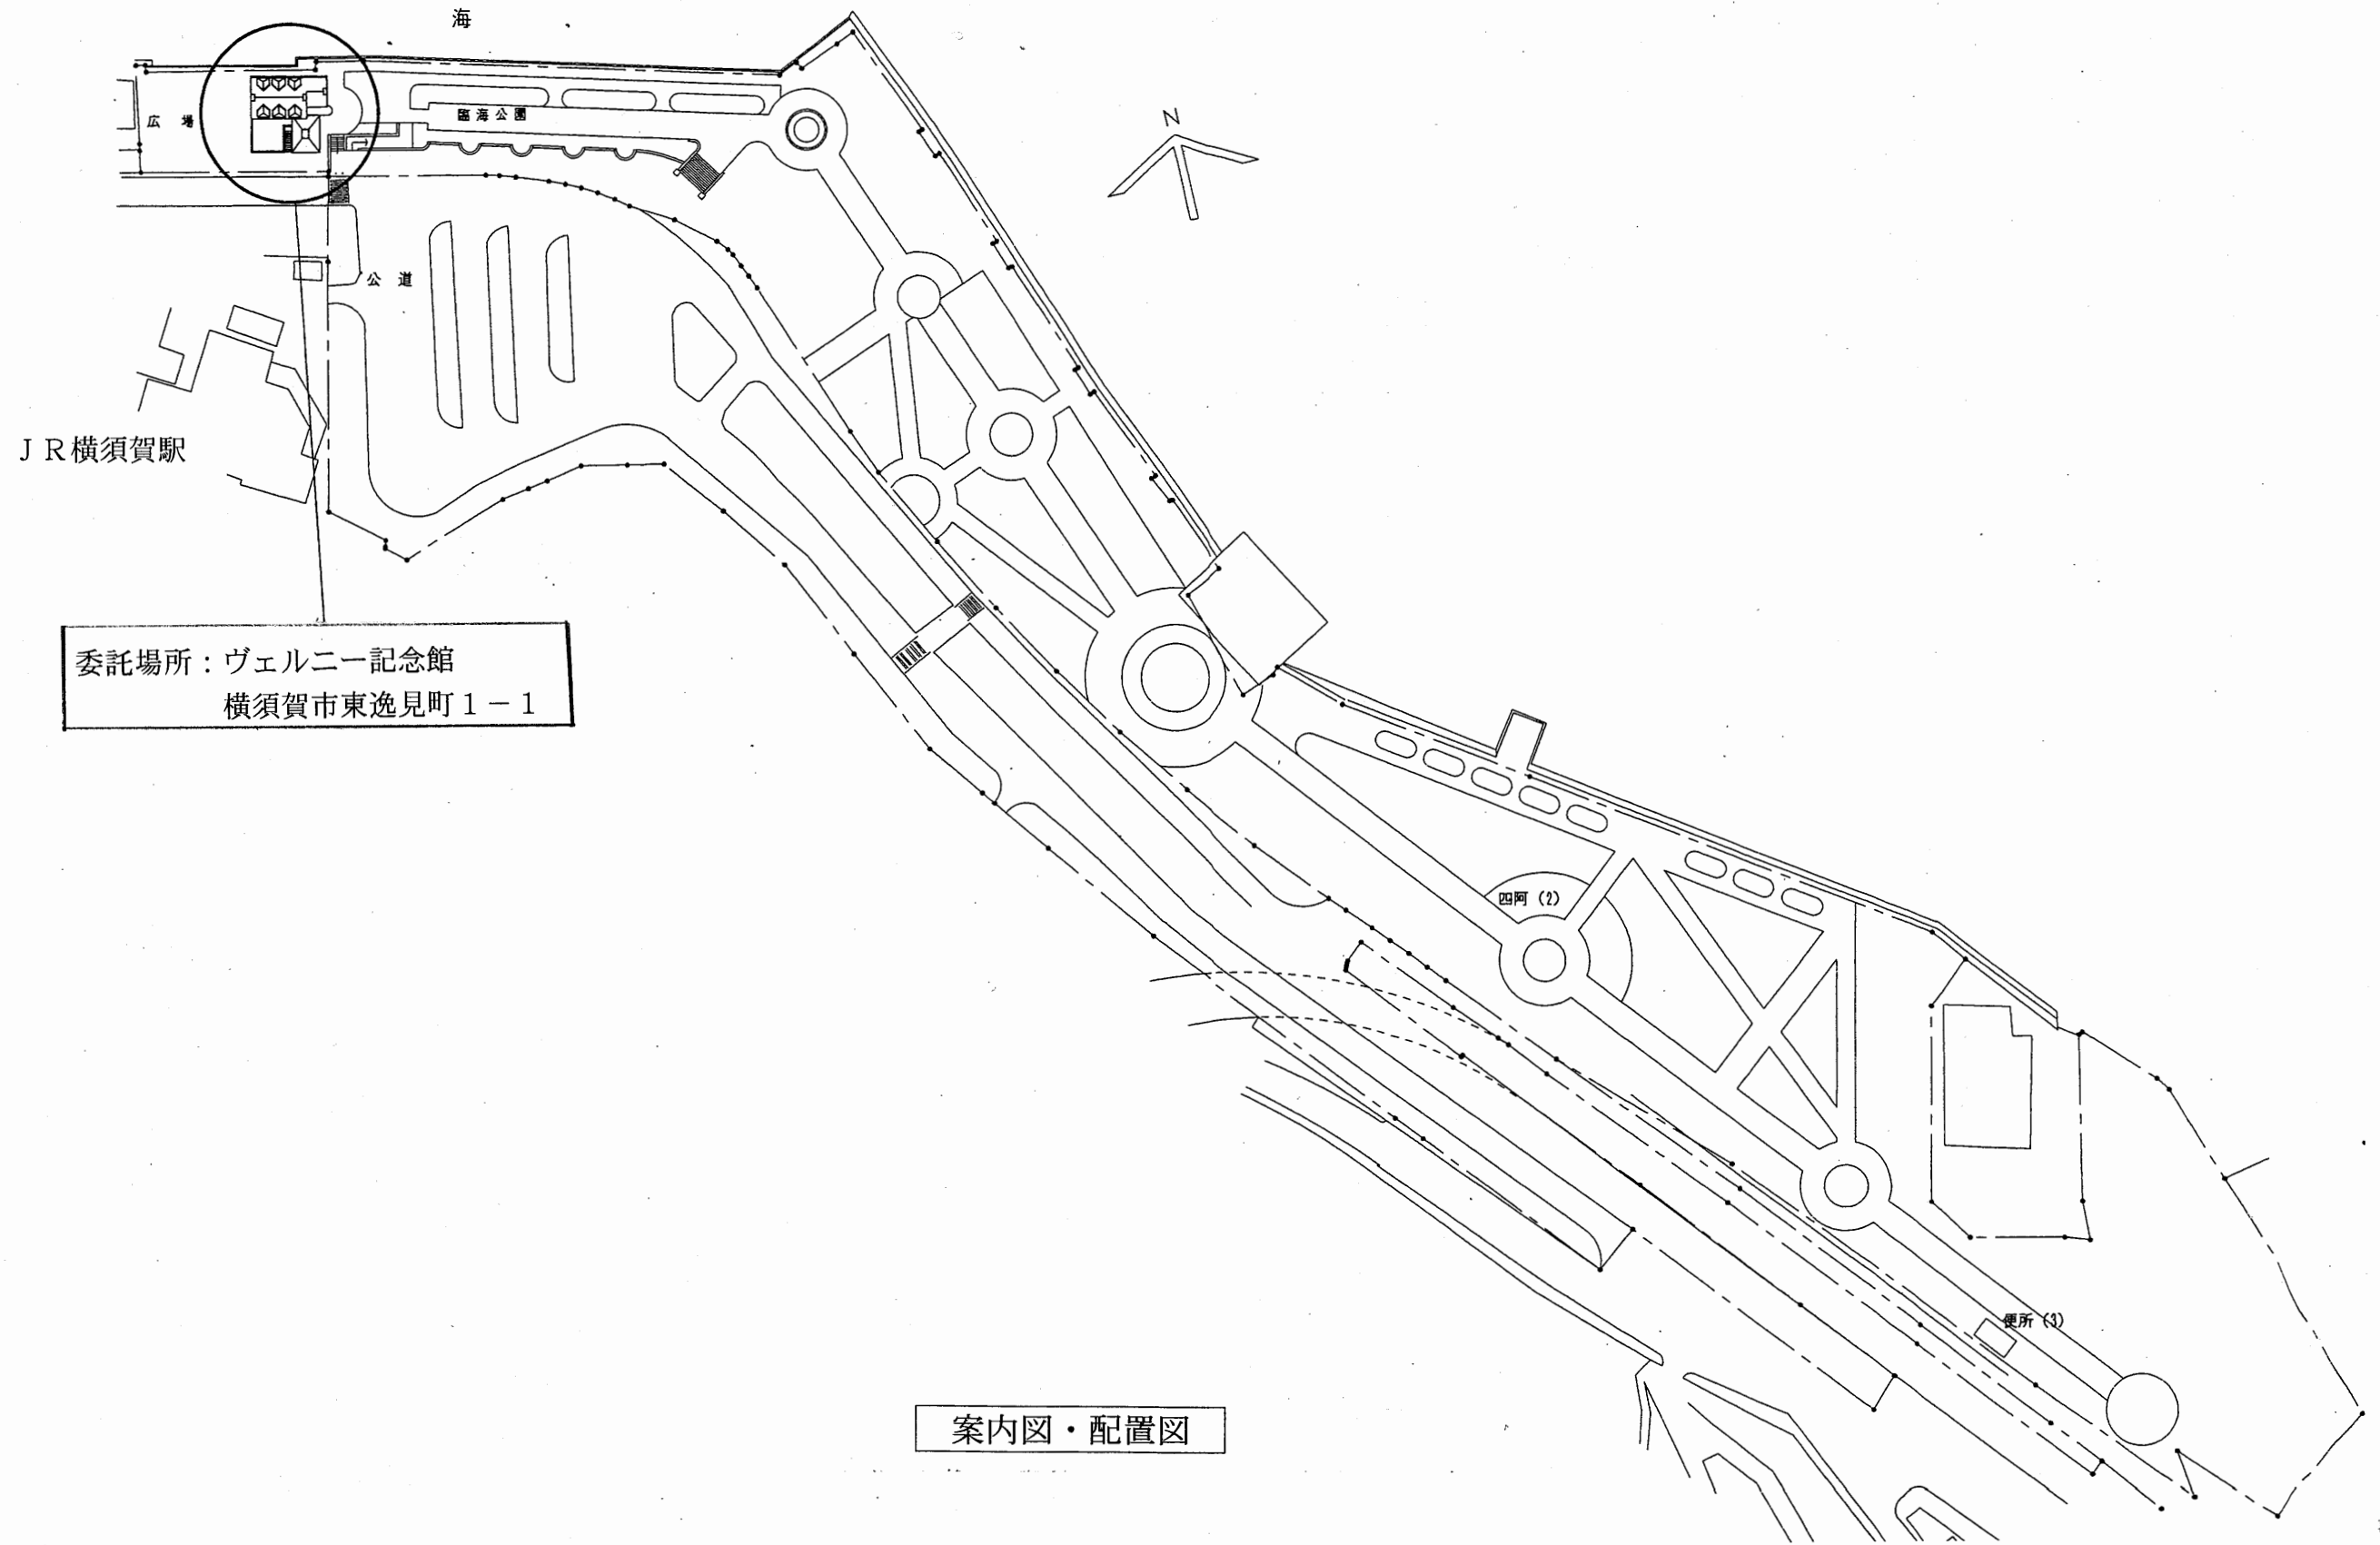 海
広 場
臨海公園
N
公 道
ＪＲ横須賀駅
委託場所：ヴェルニー記念館
横須賀市東逸見町１－１
四阿（2）
便所（3）
案内図・配置図